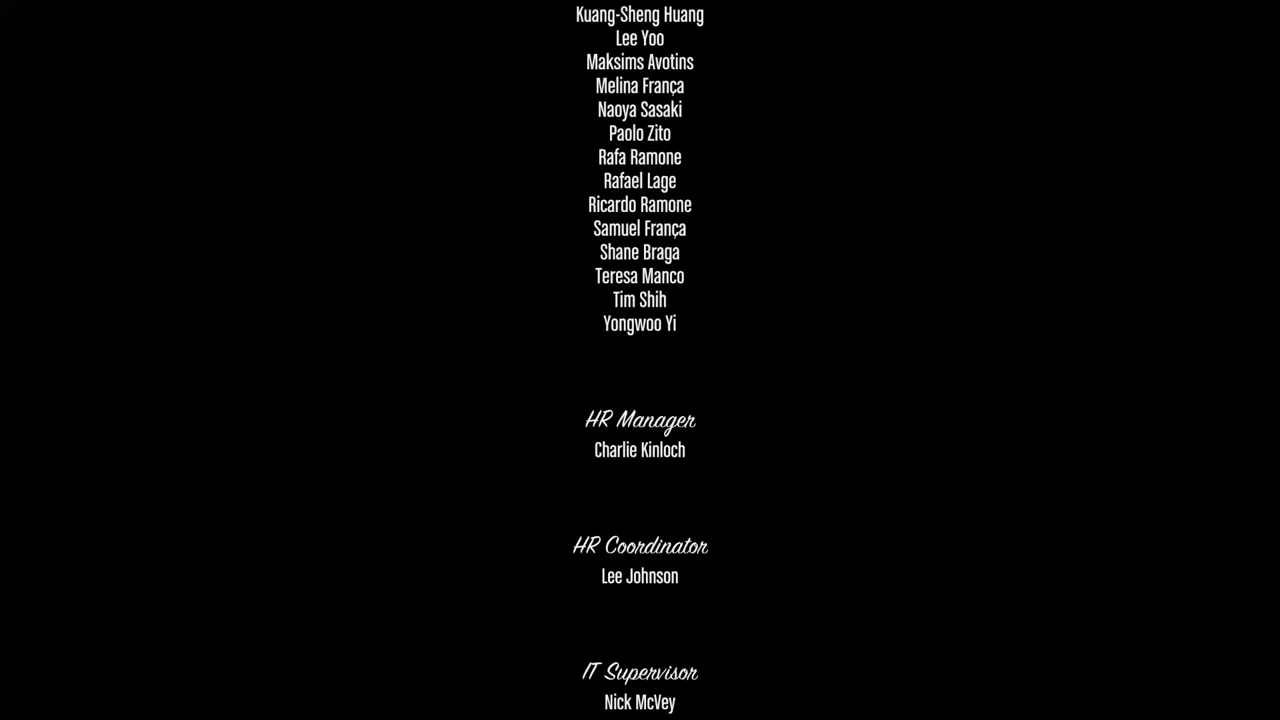 Kuang-Sheng Huang
Lee Yoo
Maksims Avotins
Melina França
Naoya Sasaki
Paolo Zito
Rafa Ramone
Rafael Lage
Ricardo Ramone
Samuel França
Shane Braga
Teresa Manco
Tim Shih
Yongwoo Yi
HR Manager
Charlie Kinloch
HR Coordinator
Lee Johnson
IT Supervisor
Nick McVey